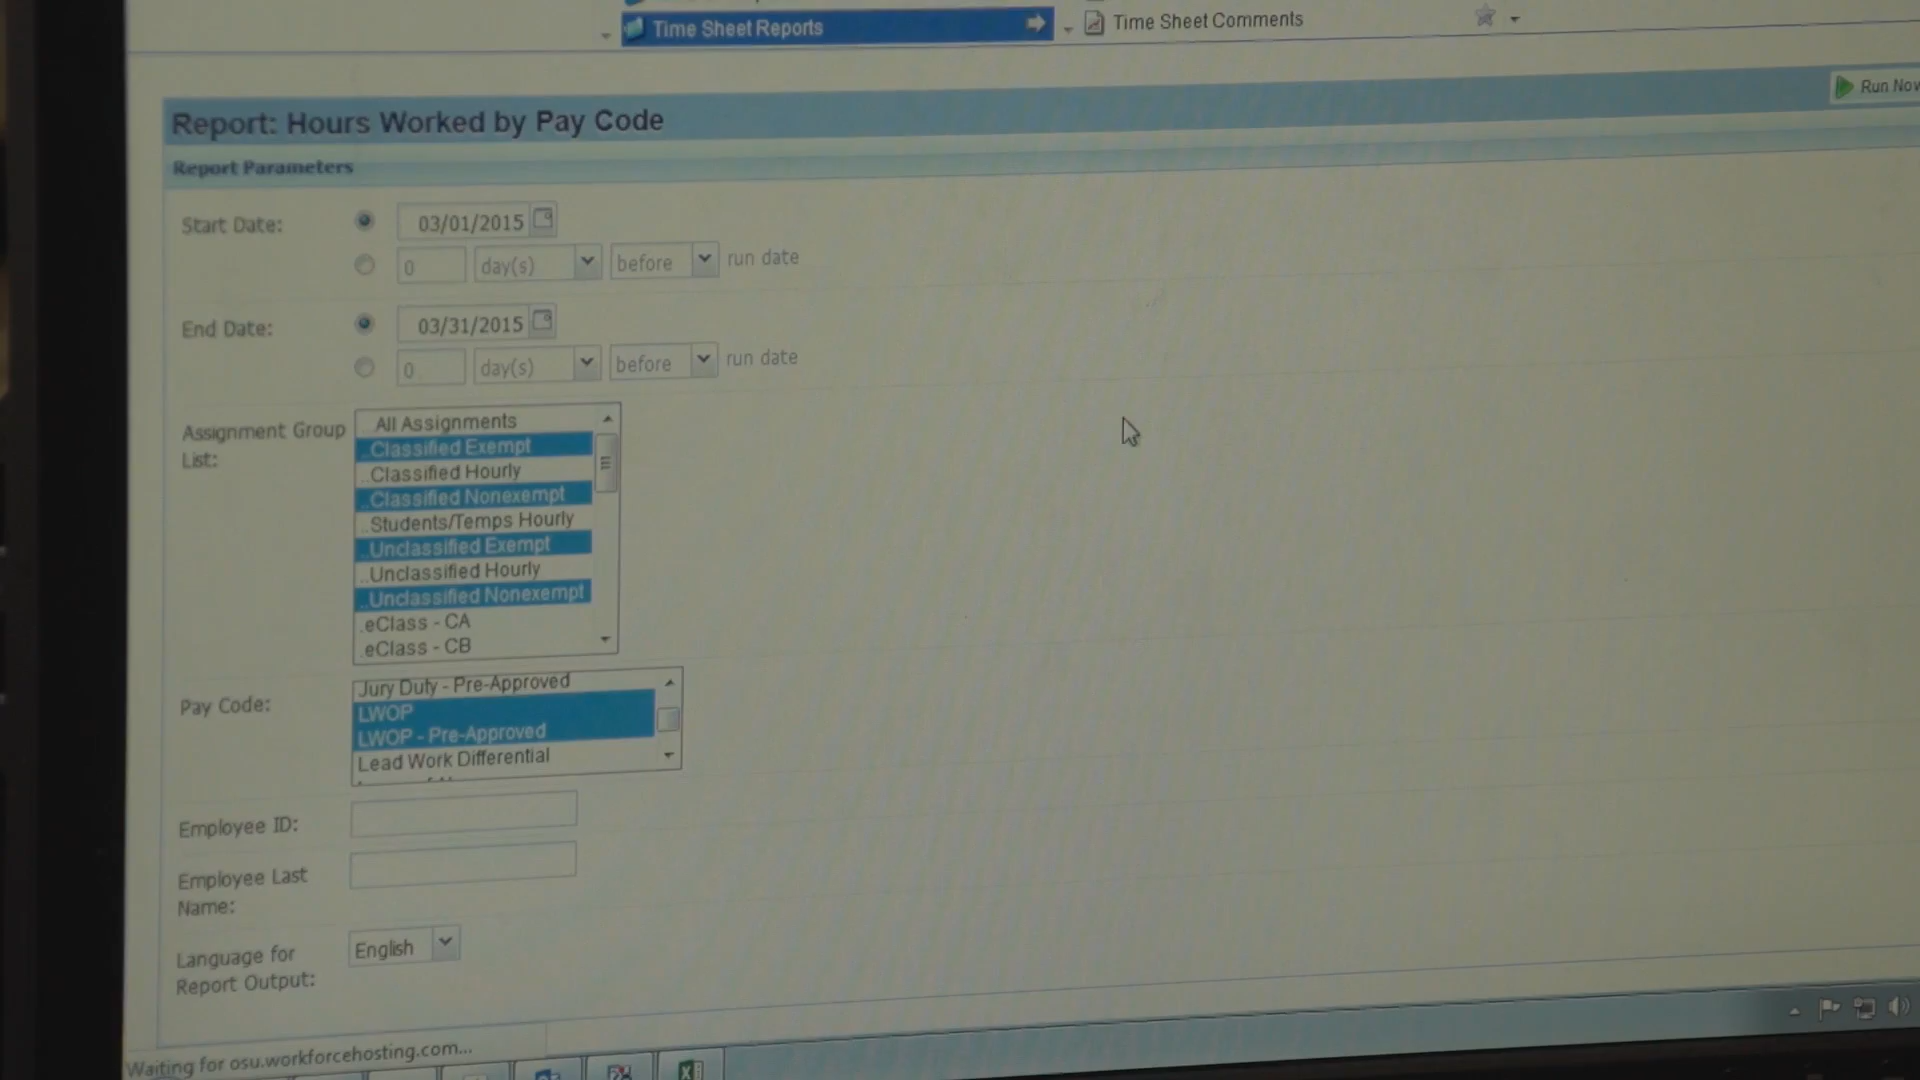 Time Sheet Reports
Time Sheet Comments
Report: Hours Worked by Pay Code
Run Now
Report Parameters
Start Date:
03/01/2015
0 day(s) before run date
End Date:
03/31/2015
0 day(s) before run date
Assignment Group
List:
..All Assignments
..Classified Exempt
..Classified Hourly
..Classified Nonexempt
..Students/Temps Hourly
..Unclassified Exempt
..Unclassified Hourly
..Unclassified Nonexempt
.eClass - CA
.eClass - CB
Pay Code:
Jury Duty - Pre-Approved
LWOP
LWOP - Pre-Approved
Lead Work Differential
Employee ID:
Employee Last
Name:
Language for
Report Output:
English
Waiting for osu.workforcehosting.com...